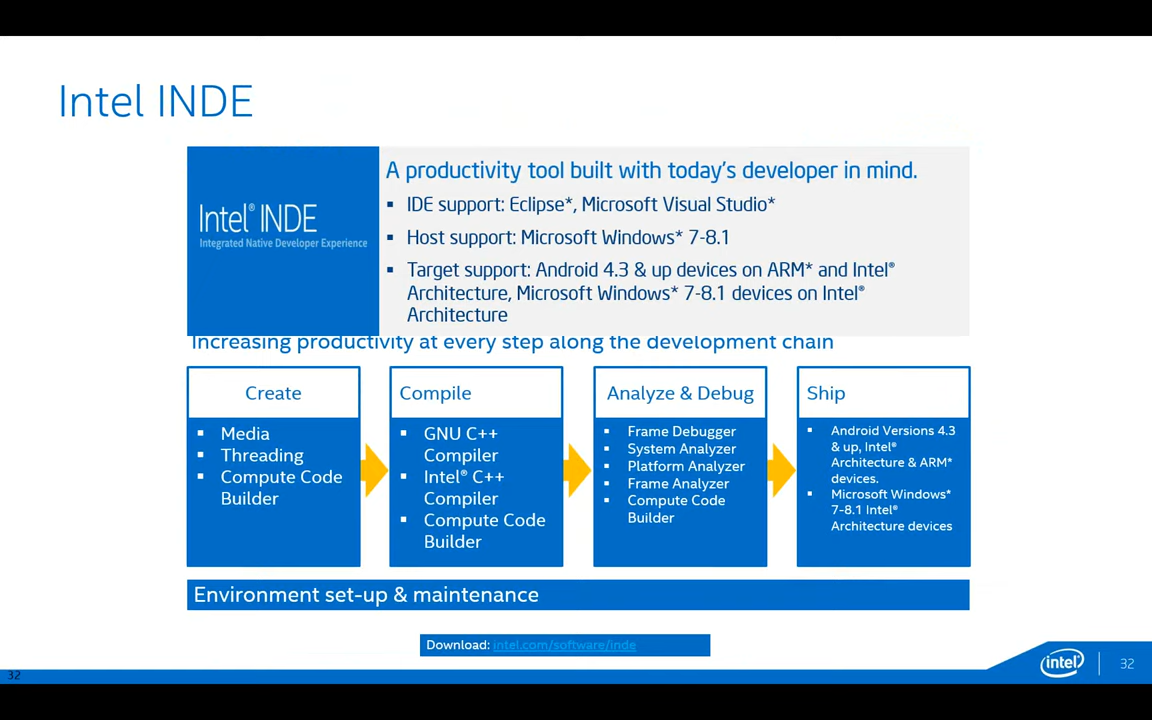 Intel INDE
Intel® INDE
Integrated Native Developer Experience
A productivity tool built with today's developer in mind.
▪ IDE support: Eclipse*, Microsoft Visual Studio*
▪ Host support: Microsoft Windows* 7-8.1
▪ Target support: Android 4.3 & up devices on ARM* and Intel®
Architecture, Microsoft Windows* 7-8.1 devices on Intel®
Architecture
Increasing productivity at every step along the development chain
Create
▪ Media
▪ Threading
▪ Compute Code
Builder
Compile
▪ GNU C++
Compiler
▪ Intel® C++
Compiler
▪ Compute Code
Builder
Analyze & Debug
▪ Frame Debugger
▪ System Analyzer
▪ Platform Analyzer
▪ Frame Analyzer
▪ Compute Code
Builder
Ship
▪ Android Versions 4.3
& up, Intel®
Architecture & ARM*
devices.
▪ Microsoft Windows*
7-8.1 Intel®
Architecture devices
Environment set-up & maintenance
Download: intel.com/software/inde
intel
32
32